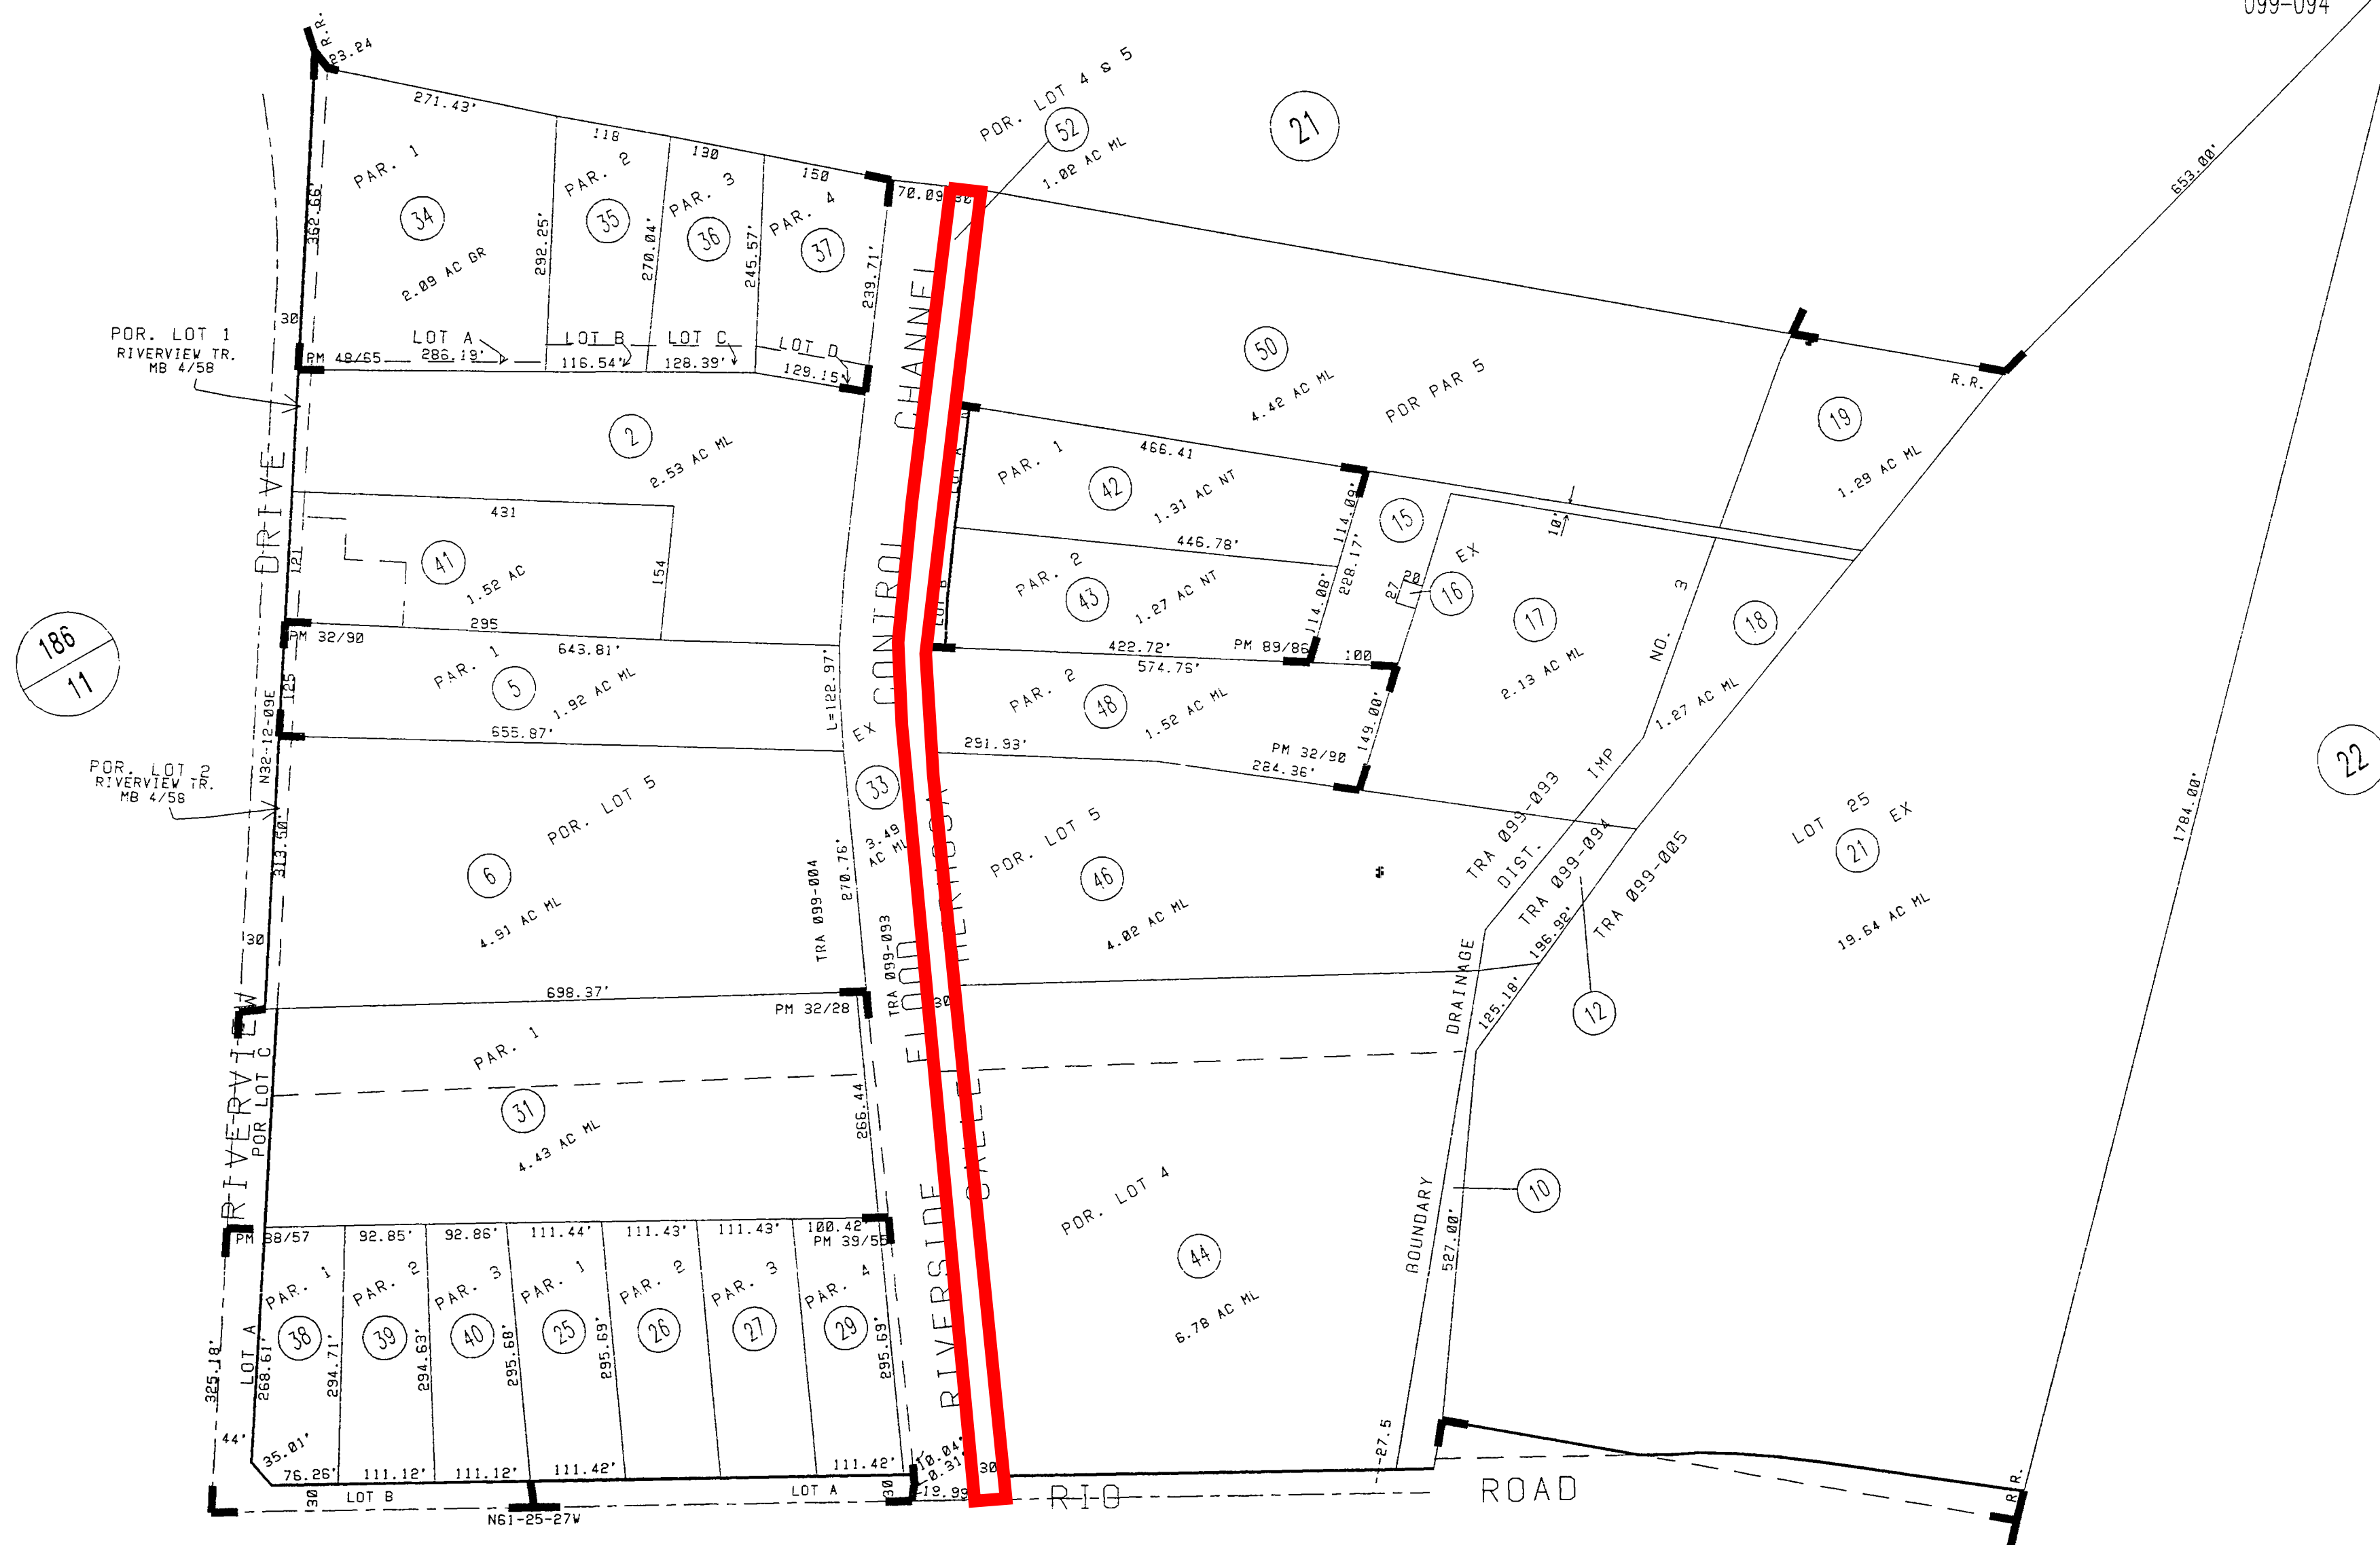 099-094
R.R.
23.24
271.43'
118
130
150
70.09
30
POR. LOT 4 & 5
52
1.02 AC ML
21
653.00'
362.66'
30
PAR. 1
34
2.09 AC GR
292.25'
PAR. 2
35
270.04'
PAR. 3
36
245.57'
PAR. 4
37
239.71'
POR. LOT 1
RIVERVIEW TR.
MB 4/58
PM 48/65
LOT A
286.19'
LOT B
116.54'
LOT C
128.39'
LOT D
129.15'
50
4.42 AC ML
POR PAR 5
R.R.
19
1.29 AC ML
2
2.53 AC ML
431
121
41
1.52 AC
154
295
PM 32/90
643.81'
PAR. 1
5
1.92 AC ML
125
655.87'
L=122.97'
LOT A
LOT B
466.41
PAR. 1
42
1.31 AC NT
114.09'
446.78'
PAR. 2
43
1.27 AC NT
114.08'
228.17'
422.72'
PM 89/86
574.75'
100
15
10'
EX
20
27
16
17
2.13 AC ML
NO. 3
18
1.27 AC ML
PAR. 2
48
1.52 AC ML
149.00'
291.93'
PM 32/90
284.36'
186
11
N32-12-09E
POR. LOT 2
RIVERVIEW TR.
MB 4/58
313.50'
30
POR. LOT 5
6
4.91 AC ML
EX
33
3.49
AC ML
270.76'
TRA 099-004
TRA 099-093
POR. LOT 5
46
4.02 AC ML
IMP
DIST.
TRA 099-093
TRA 099-094
TRA 099-005
LOT 25
EX
21
19.64 AC ML
1784.00'
22
698.37'
PM 32/28
196.92'
125.18'
12
DRAINAGE
30
PAR. 1
31
4.43 AC ML
266.44
RIVERVIEW DRIVE
POR LOT C
RIVERSIDE FLOOD CONTROL CHANNEL
CALLE HERMOSA
POR. LOT 4
44
6.78 AC ML
BOUNDARY
527.00'
10
PM 38/57
92.85'
92.86'
111.44'
111.43'
111.43'
100.42'
PM 39/55
PAR. 1
38
PAR. 2
39
PAR. 3
40
PAR. 1
25
PAR. 2
26
PAR. 3
27
PAR. 4
29
325.18'
LOT A
268.61'
294.71'
294.63'
295.68'
295.69'
295.69'
44'
35.01'
76.26'
111.12'
111.12'
111.42'
111.42'
10.04'
19.99
30
27.5
30
LOT B
LOT A
30
N61-25-27W
RIO ROAD
R.R.